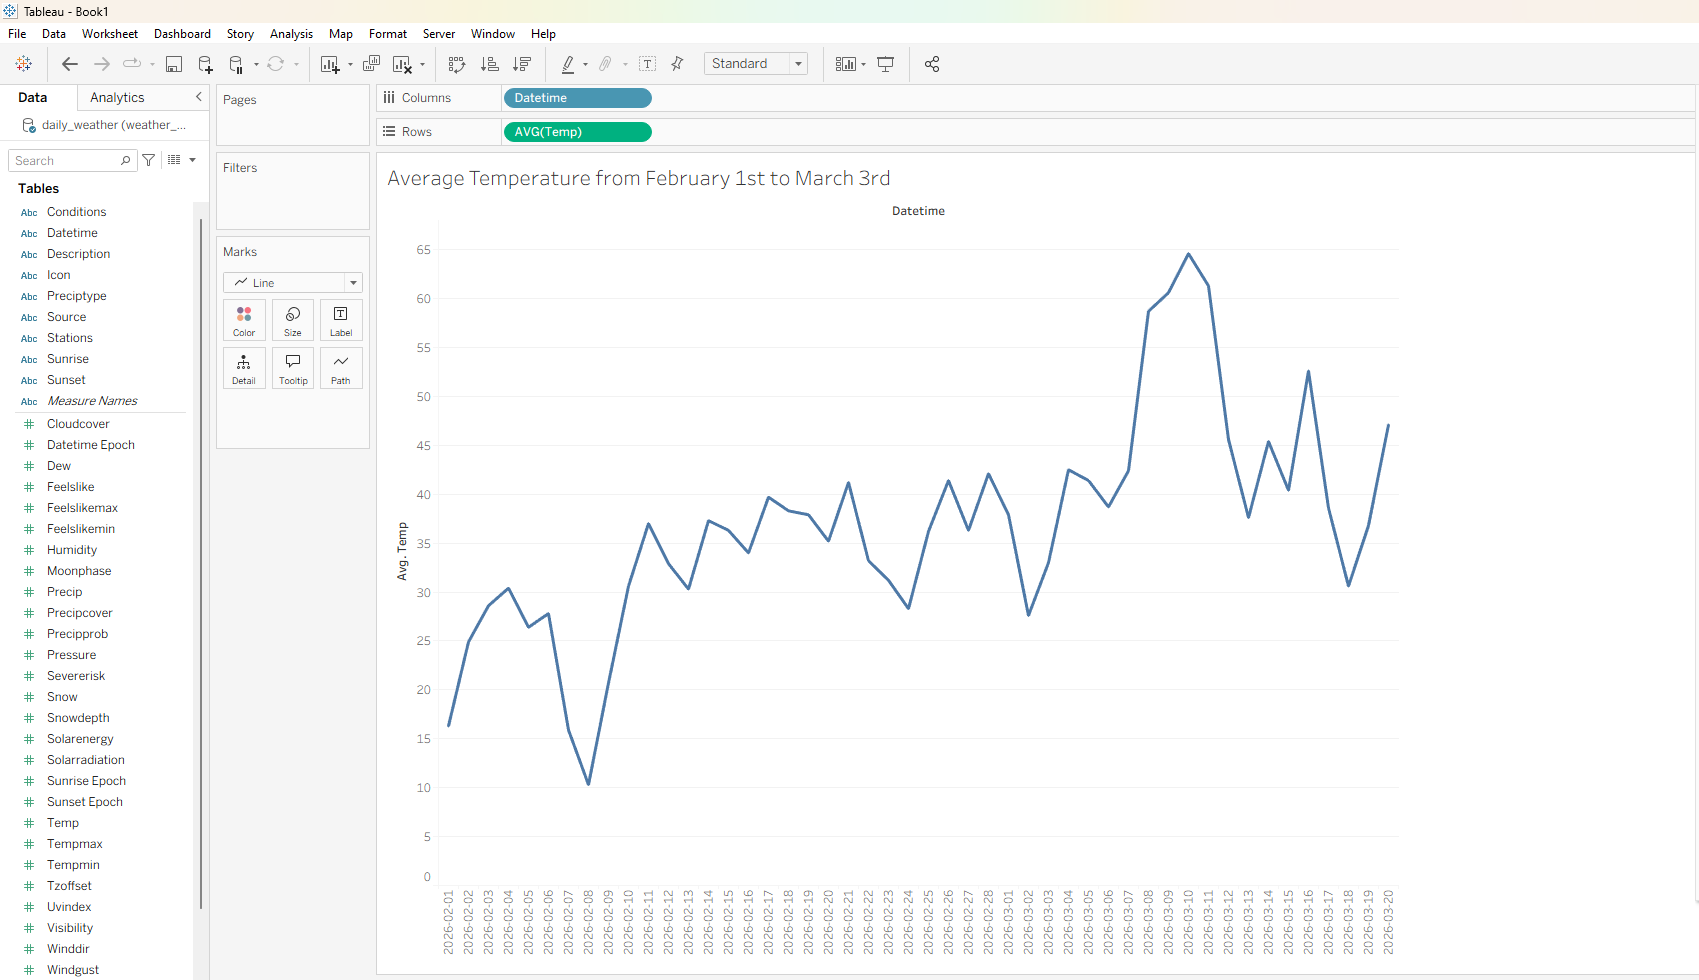 Tableau - Book1
File Data Worksheet Dashboard Story Analysis Map Format Server Window Help
Standard
Data Analytics
daily_weather (weather_...
Search
Tables
Abc Conditions
Abc Datetime
Abc Description
Abc Icon
Abc Preciptype
Abc Source
Abc Stations
Abc Sunrise
Abc Sunset
Abc Measure Names
Cloudcover
Datetime Epoch
Dew
Feelslike
Feelslikemax
Feelslikemin
Humidity
Moonphase
Precip
Precipcover
Precipprob
Pressure
Severerisk
Snow
Snowdepth
Solarenergy
Solarradiation
Sunrise Epoch
Sunset Epoch
Temp
Tempmax
Tempmin
Tzoffset
Uvindex
Visibility
Winddir
Windgust
Pages
Filters
Marks
Line
Color Size Label
Detail Tooltip Path
Columns Datetime
Rows AVG(Temp)
Average Temperature from February 1st to March 3rd
Datetime
Avg. Temp
65
60
55
50
45
40
35
30
25
20
15
10
5
0
2026-02-01
2026-02-02
2026-02-03
2026-02-04
2026-02-05
2026-02-06
2026-02-07
2026-02-08
2026-02-09
2026-02-10
2026-02-11
2026-02-12
2026-02-13
2026-02-14
2026-02-15
2026-02-16
2026-02-17
2026-02-18
2026-02-19
2026-02-20
2026-02-21
2026-02-22
2026-02-23
2026-02-24
2026-02-25
2026-02-26
2026-02-27
2026-02-28
2026-03-01
2026-03-02
2026-03-03
2026-03-04
2026-03-05
2026-03-06
2026-03-07
2026-03-08
2026-03-09
2026-03-10
2026-03-11
2026-03-12
2026-03-13
2026-03-14
2026-03-15
2026-03-16
2026-03-17
2026-03-18
2026-03-19
2026-03-20